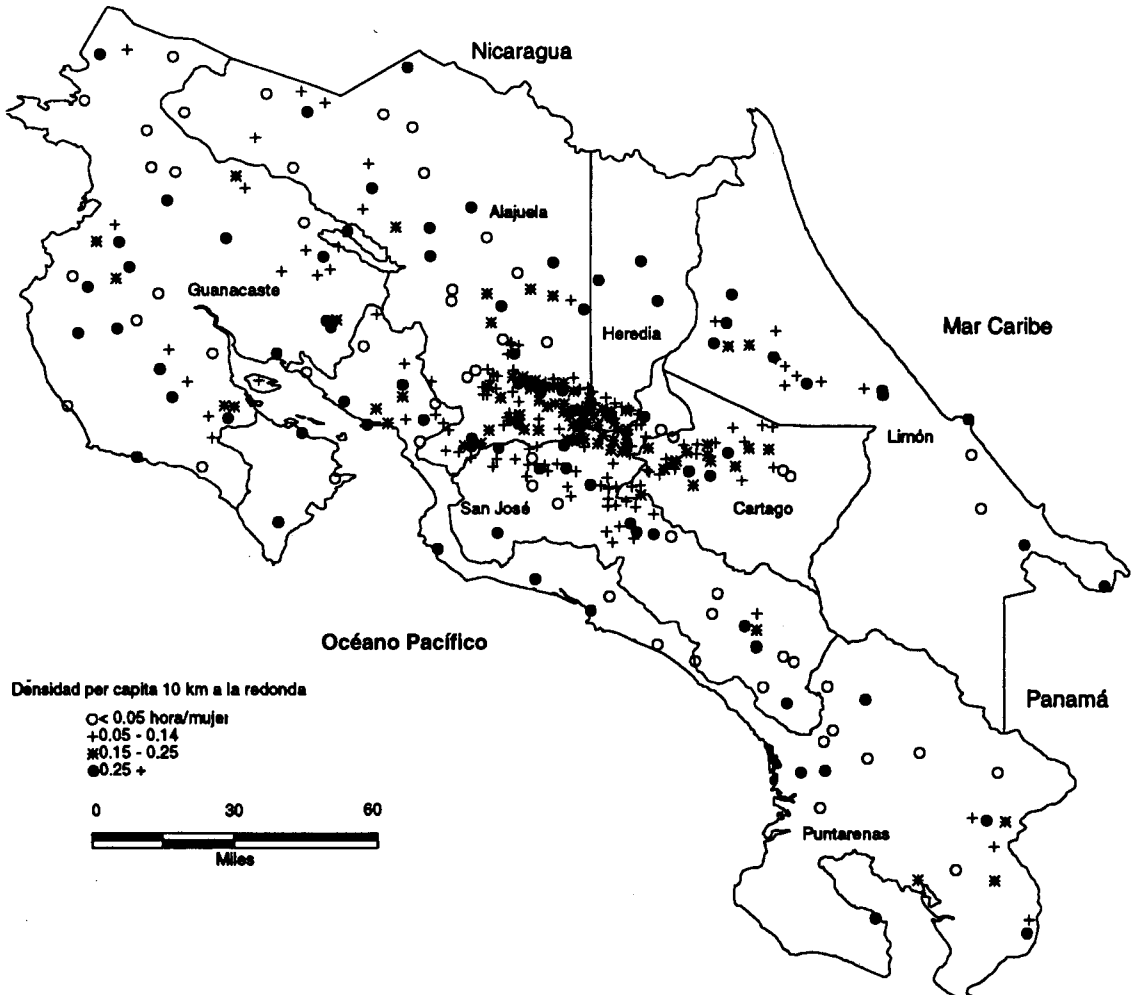 Nicaragua
Alajuela
Guanacaste
Heredia
Mar Caribe
Limón
San José
Cartago
Océano Pacífico
Densidad per capita 10 km a la redonda
< 0.05 hora/mujer
0.05 - 0.14
0.15 - 0.25
0.25 +
Panamá
0 30 60
Miles
Puntarenas